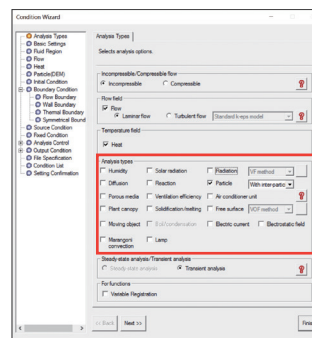 Condition Wizard
Analysis Types
Basic Settings
Fluid Region
Flow
Heat
Particle(DEM)
Initial Condition
Boundary Condition
Flow Boundary
Wall Boundary
Thermal Boundary
Symmetrical Bound
Source Condition
Fixed Condition
Analysis Control
Output Condition
File Specification
Condition List
Setting Confirmation
Analysis Types
Selects analysis options.
Incompressible/Compressible flow
Incompressible Compressible
Flow field
Flow
Laminar flow Turbulent flow Standard k-eps model
Temperature field
Heat
Analysis types
Humidity Solar radiation Radiation VF method
Diffusion Reaction Particle With inter-partic
Porous media Ventilation efficiency Air conditioner unit
Plant canopy Solidification/melting Free surface VOF method
Moving object Boil/condensation Electric current Electrostatic field
Marangoni convection Lamp
Steady-state analysis/Transient analysis
Steady-state analysis Transient analysis
For functions
Variable Registration
<< Back Next >> Finis